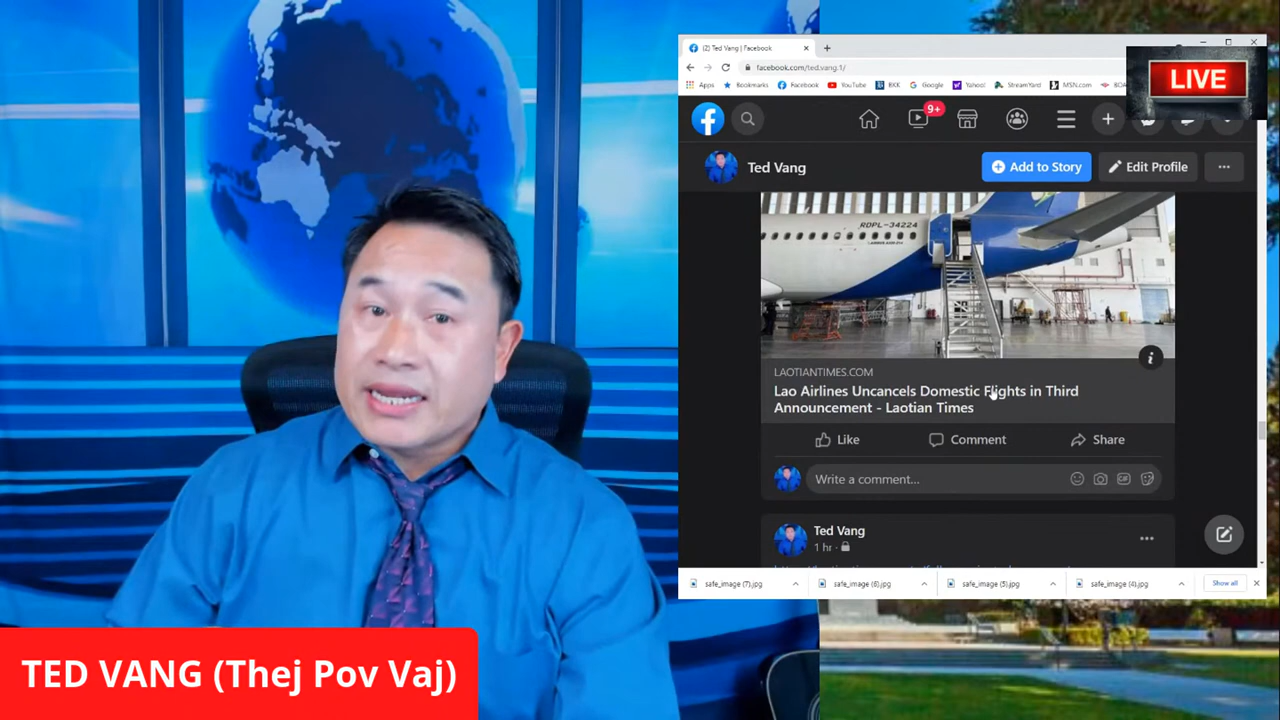 (2) Ted Vang | Facebook
facebook.com/ted.vang.1/
Apps Bookmarks Facebook YouTube BKK Google Yahoo! StreamYard MSN.com
LIVE
9+
Ted Vang
Add to Story
Edit Profile
RDPL-34224
LAOTIANTIMES.COM
Lao Airlines Uncancels Domestic Flights in Third
Announcement - Laotian Times
Like
Comment
Share
Write a comment...
GIF
Ted Vang
1 hr
safe_image (7).jpg
safe_image (6).jpg
safe_image (5).jpg
safe_image (4).jpg
Show all
TED VANG (Thej Pov Vaj)